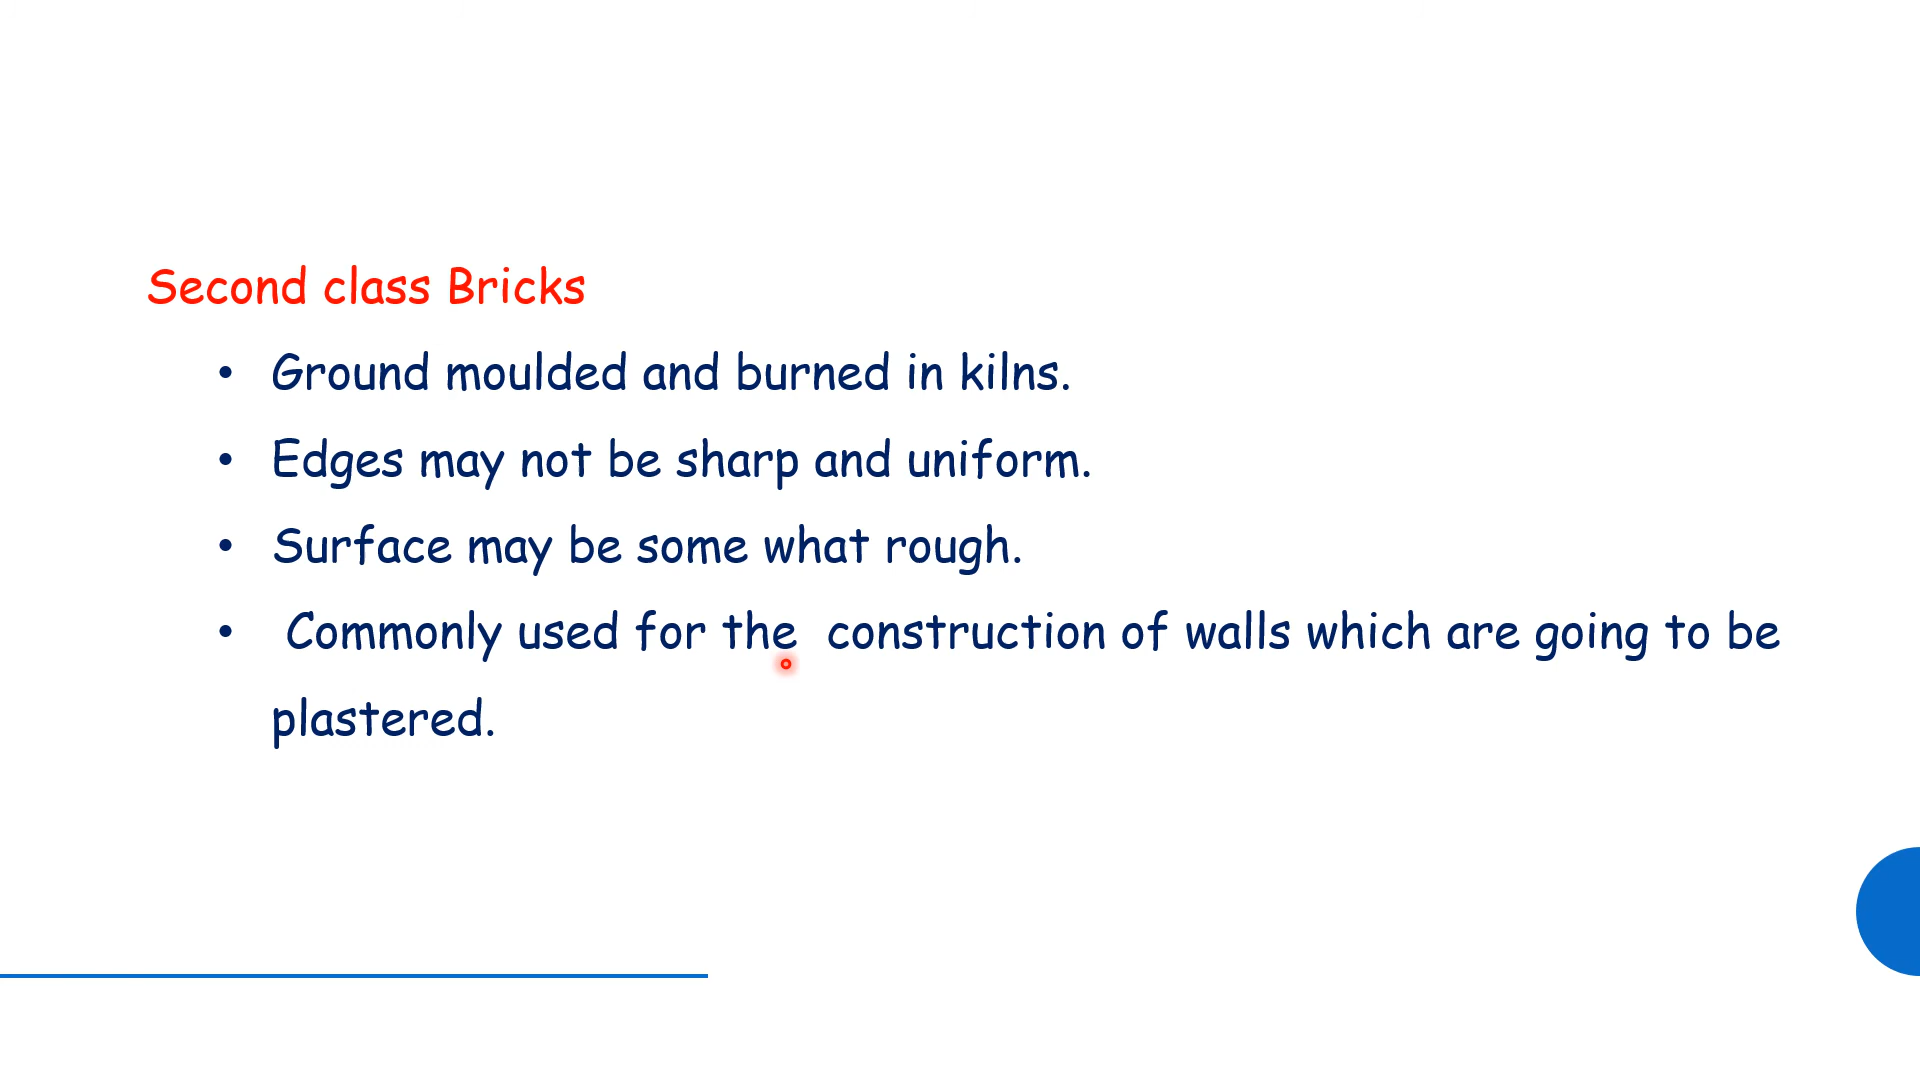 Second class Bricks
• Ground moulded and burned in kilns.
• Edges may not be sharp and uniform.
• Surface may be some what rough.
• Commonly used for the construction of walls which are going to be
plastered.